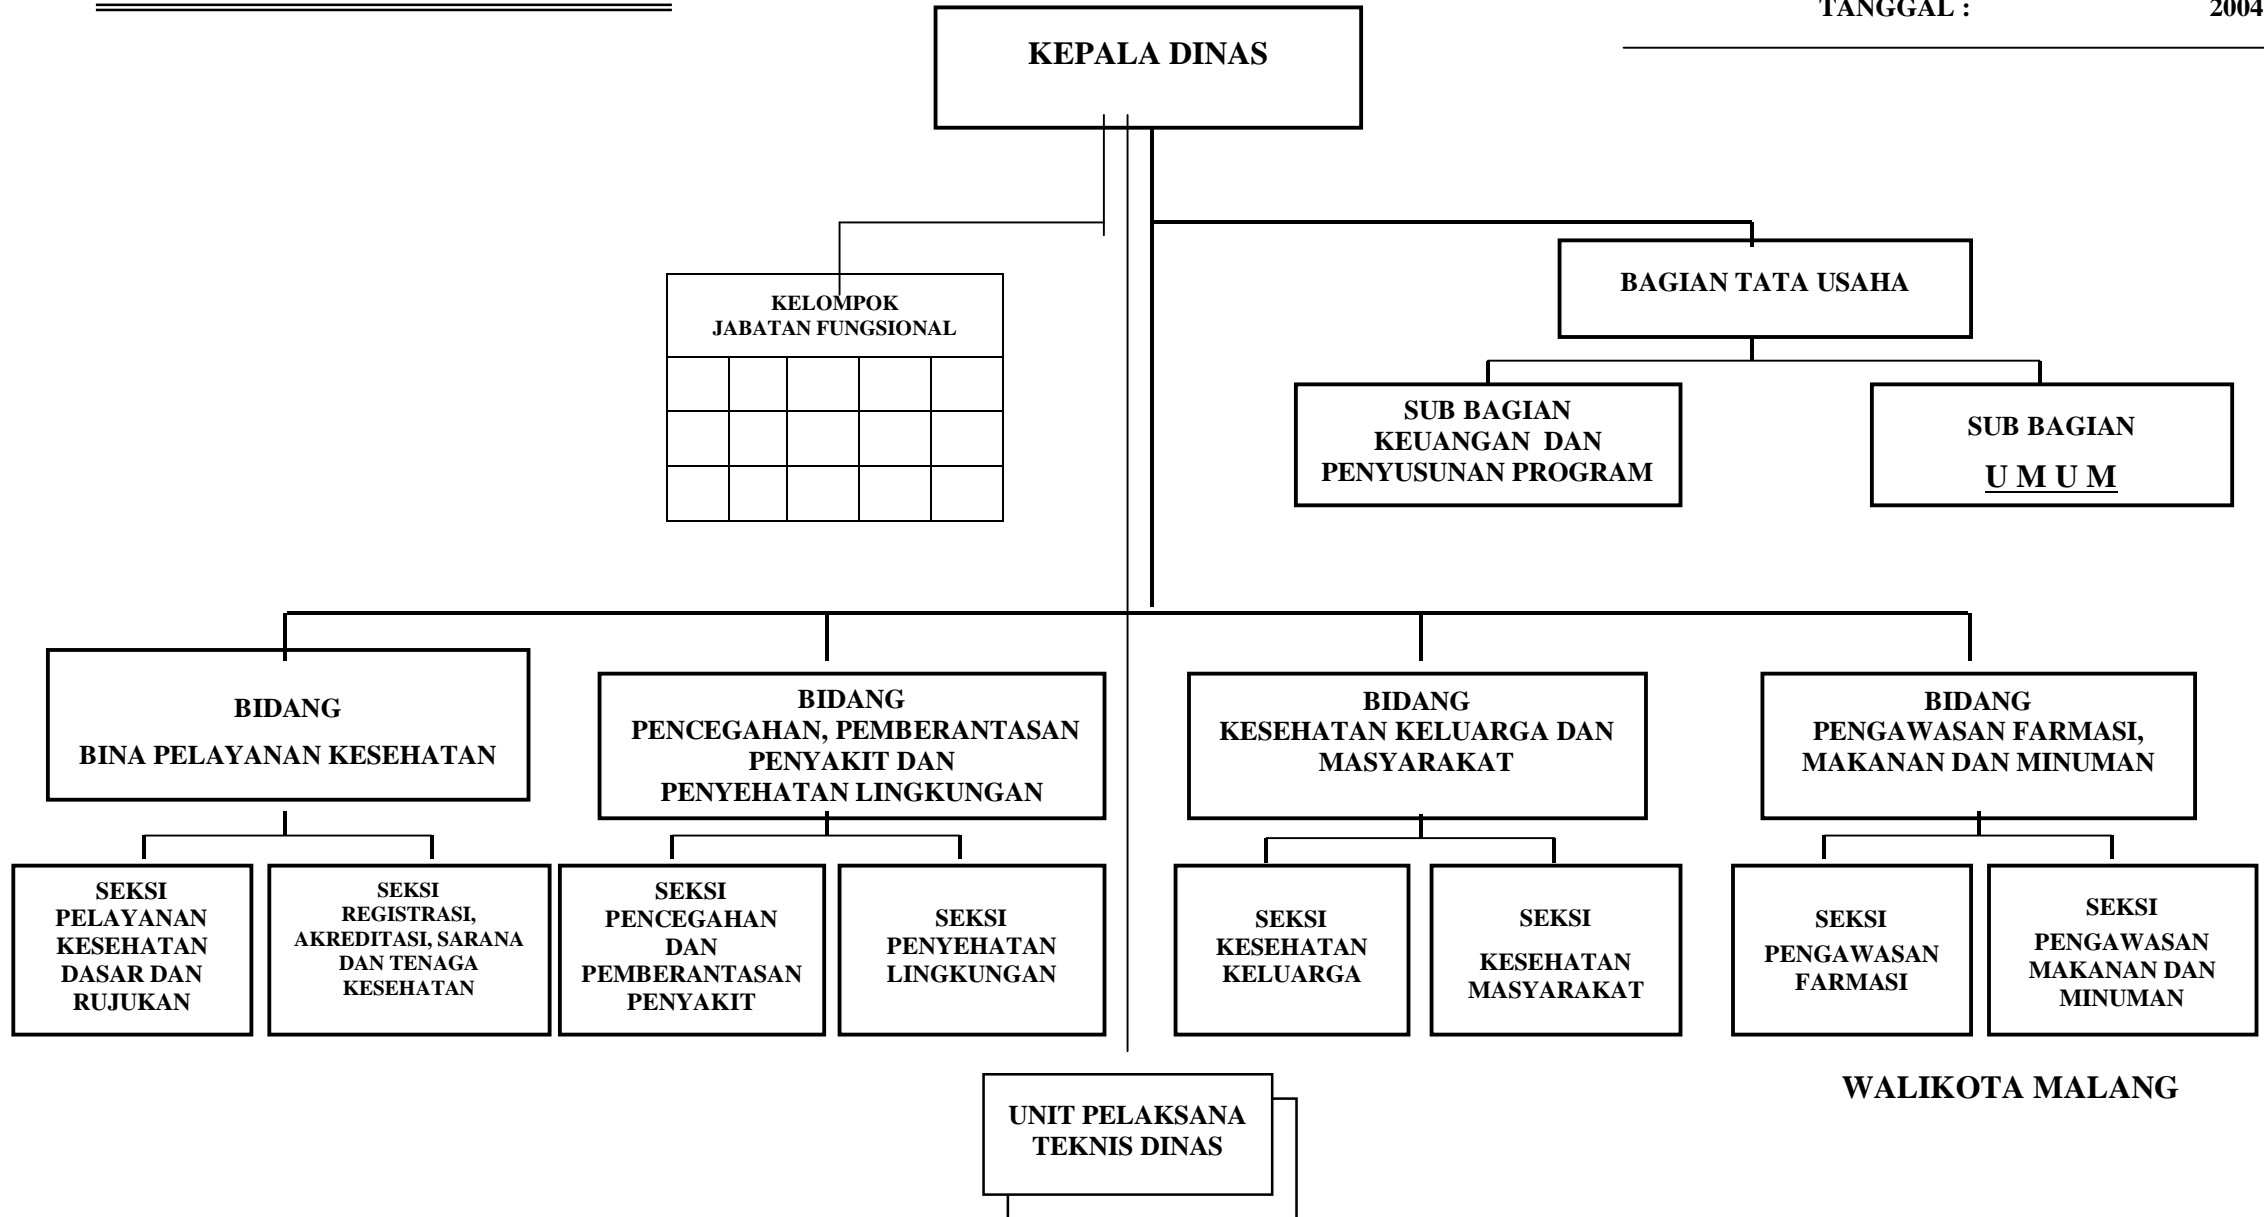 TANGGAL : 2004
KEPALA DINAS
KELOMPOK
JABATAN FUNGSIONAL
BAGIAN TATA USAHA
SUB BAGIAN
KEUANGAN DAN
PENYUSUNAN PROGRAM
SUB BAGIAN
U M U M
BIDANG
BINA PELAYANAN KESEHATAN
BIDANG
PENCEGAHAN, PEMBERANTASAN
PENYAKIT DAN
PENYEHATAN LINGKUNGAN
BIDANG
KESEHATAN KELUARGA DAN
MASYARAKAT
BIDANG
PENGAWASAN FARMASI,
MAKANAN DAN MINUMAN
SEKSI
PELAYANAN
KESEHATAN
DASAR DAN
RUJUKAN
SEKSI
REGISTRASI,
AKREDITASI, SARANA
DAN TENAGA
KESEHATAN
SEKSI
PENCEGAHAN
DAN
PEMBERANTASAN
PENYAKIT
SEKSI
PENYEHATAN
LINGKUNGAN
SEKSI
KESEHATAN
KELUARGA
SEKSI
KESEHATAN
MASYARAKAT
SEKSI
PENGAWASAN
FARMASI
SEKSI
PENGAWASAN
MAKANAN DAN
MINUMAN
UNIT PELAKSANA
TEKNIS DINAS
WALIKOTA MALANG